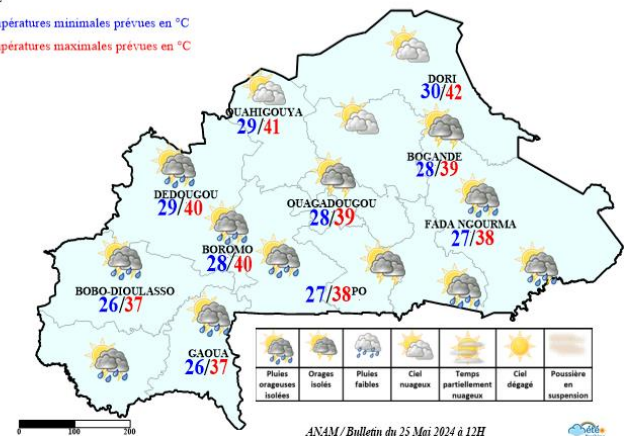 pératures minimales prévues en °C
pératures maximales prévues en °C
DORI
30/42
OUAHIGOUYA
29/41
BOGANDE
28/39
DEDOUGOU
29/40
OUAGADOUGOU
28/39
FADA NGOURMA
27/38
BOROMO
28/40
BOBO-DIOULASSO
26/37
27/38 PO
GAOUA
26/37
Pluies orageuses isolées
Orages isolés
Pluies faibles
Ciel nuageux
Temps partiellement nuageux
Ciel dégagé
Poussière en suspension
0 100 200
ANAM / Bulletin du 25 Mai 2024 à 12H